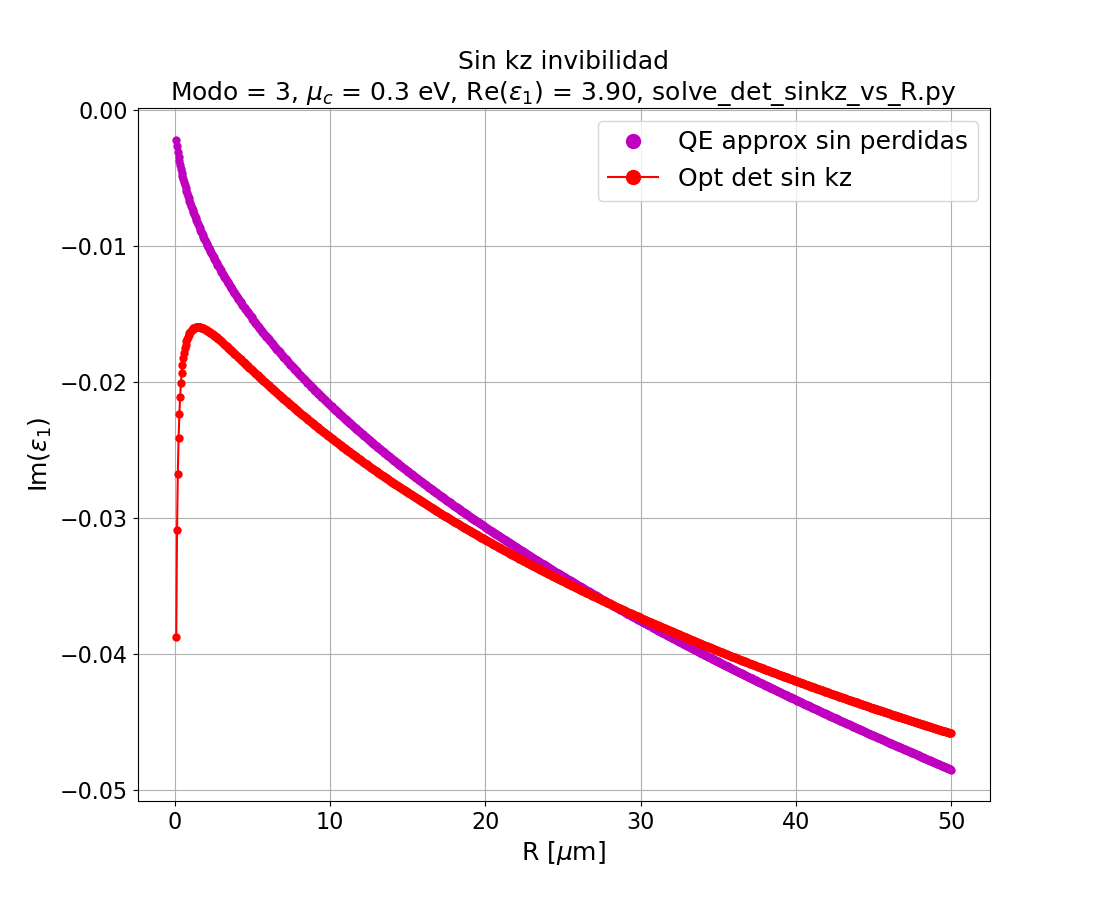 Sin kz invibilidad
Modo = 3, μc = 0.3 eV, Re(ε1) = 3.90, solve_det_sinkz_vs_R.py
QE approx sin perdidas
Opt det sin kz
0.00
−0.01
−0.02
−0.03
−0.04
−0.05
Im(ε1)
0 10 20 30 40 50
R [μm]